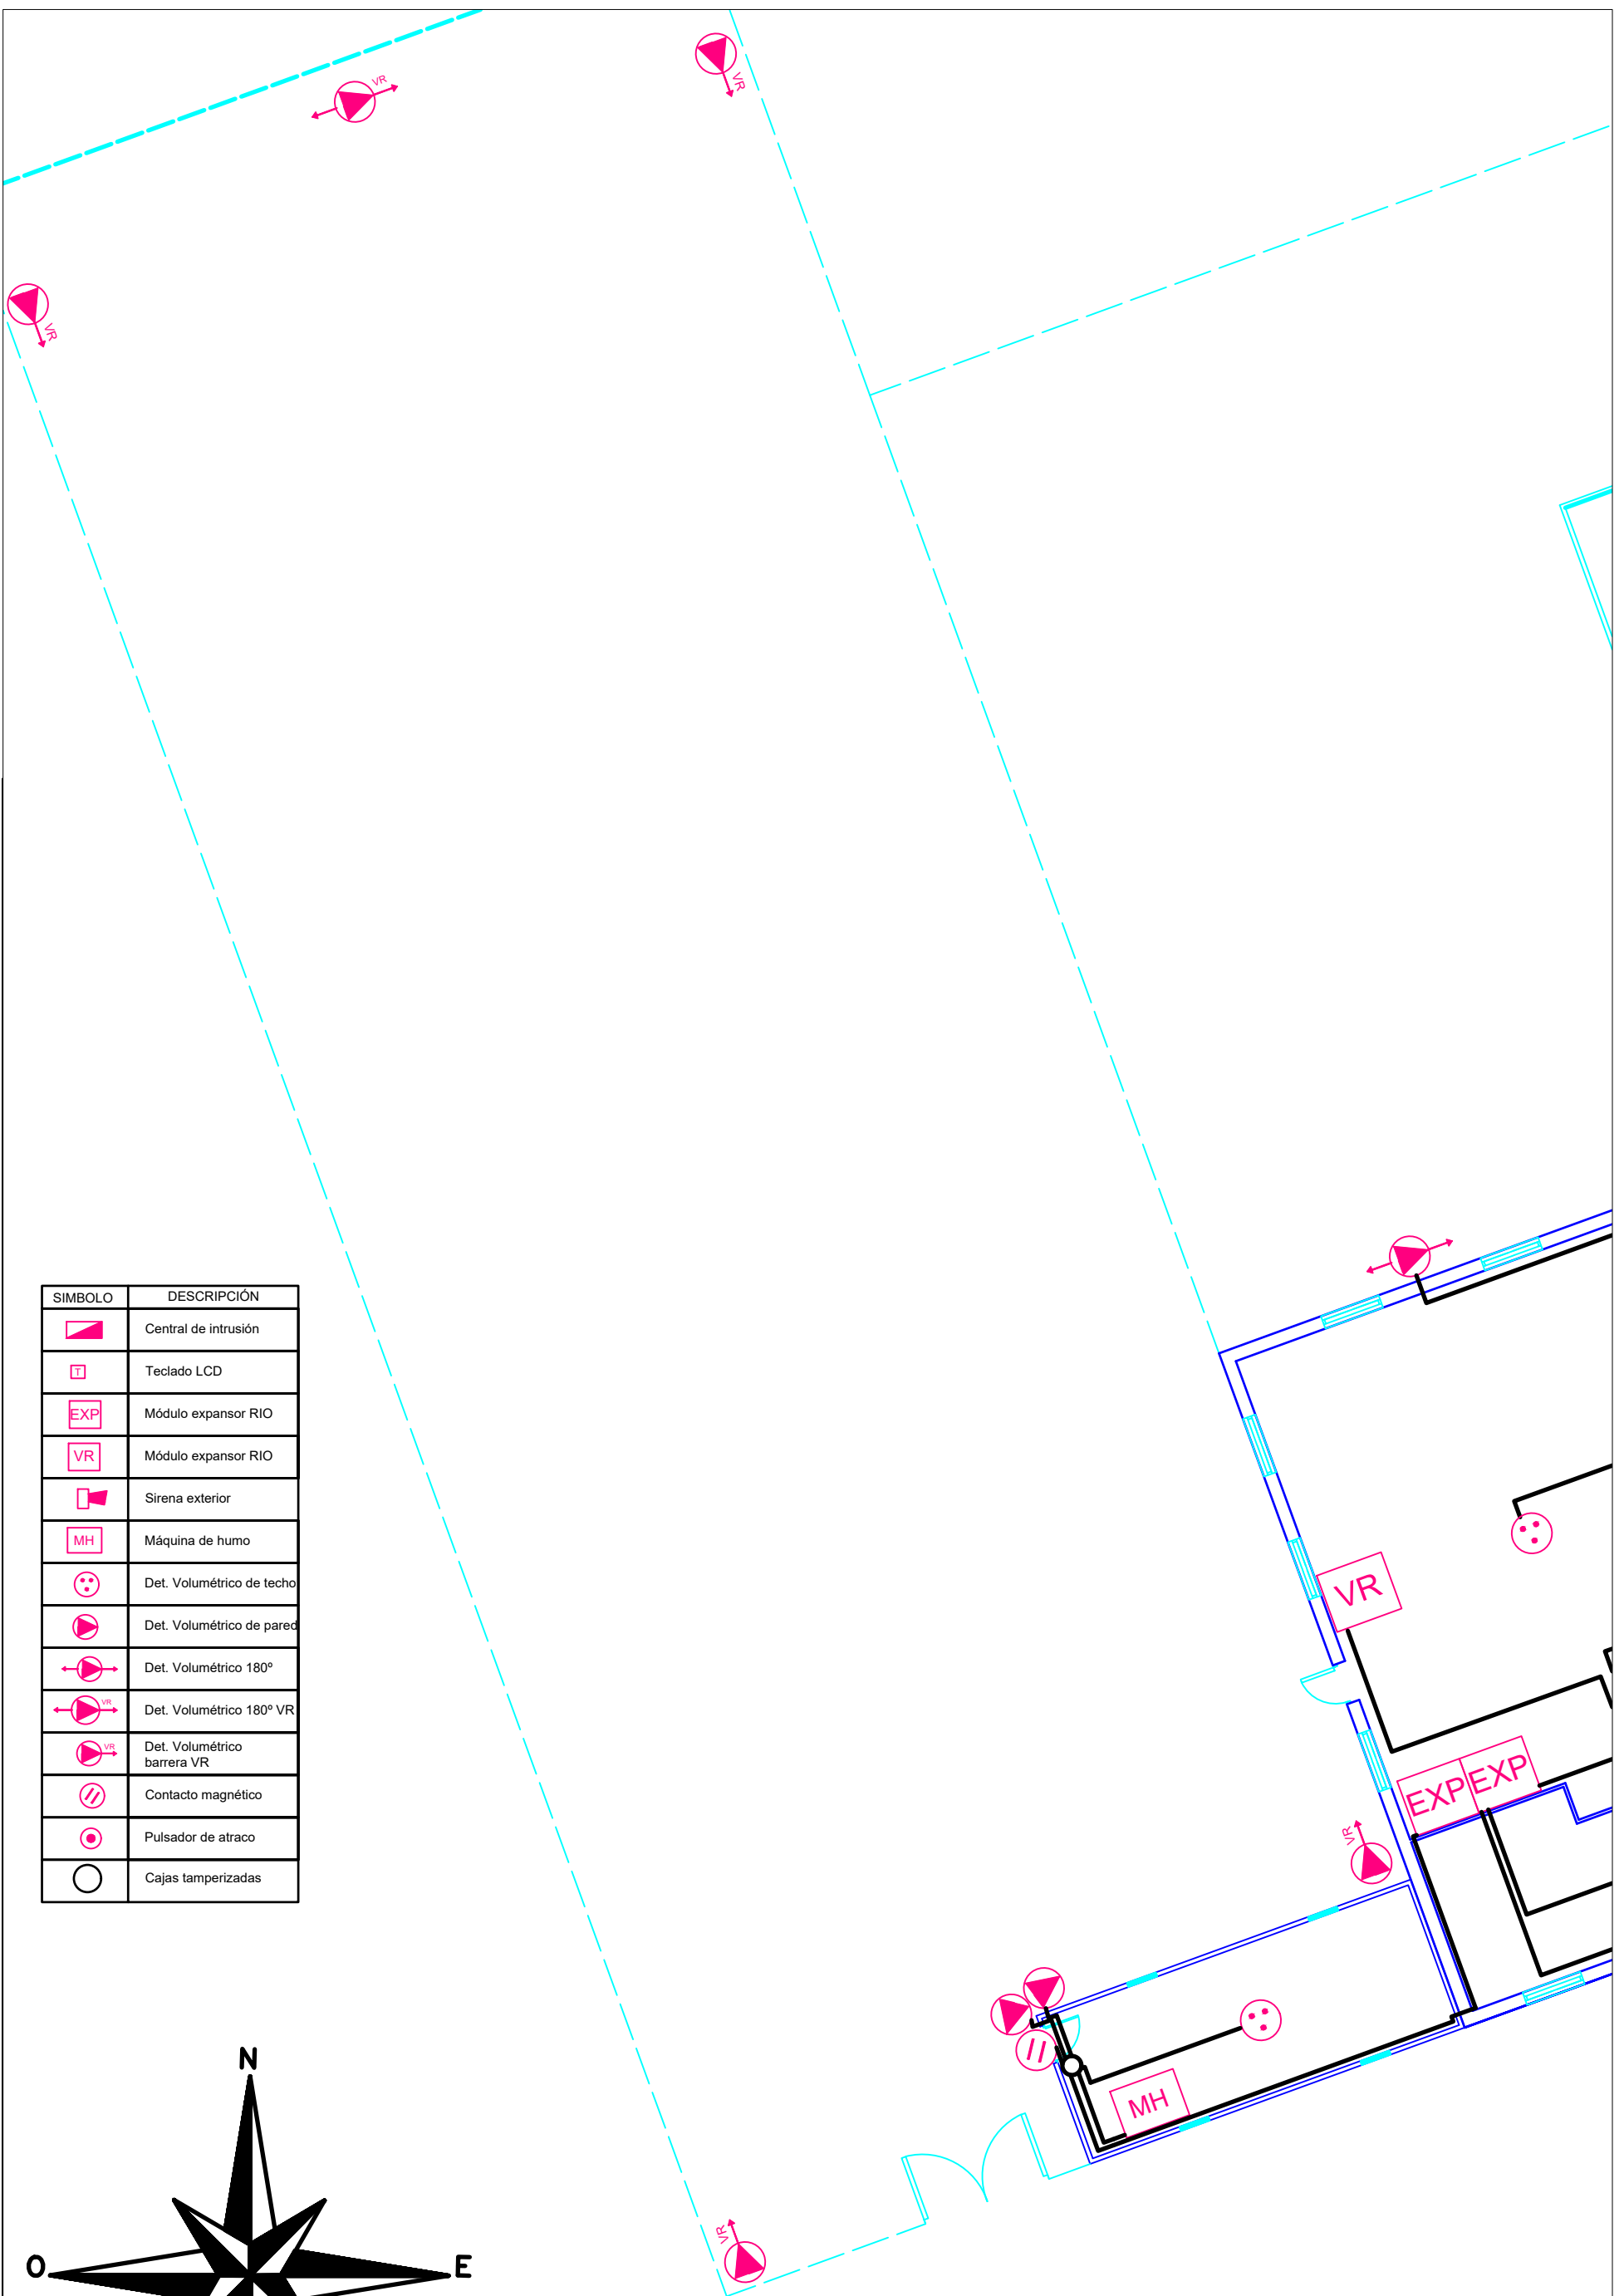 VR
VR
VR
SIMBOLO DESCRIPCIÓN
Central de intrusión
T Teclado LCD
EXP Módulo expansor RIO
VR Módulo expansor RIO
Sirena exterior
MH Máquina de humo
Det. Volumétrico de techo
Det. Volumétrico de pared
Det. Volumétrico 180º
VR Det. Volumétrico 180º VR
VR Det. Volumétrico
barrera VR
Contacto magnético
Pulsador de atraco
Cajas tamperizadas
VR
EXP EXP
VR
MH
VR
N
O E